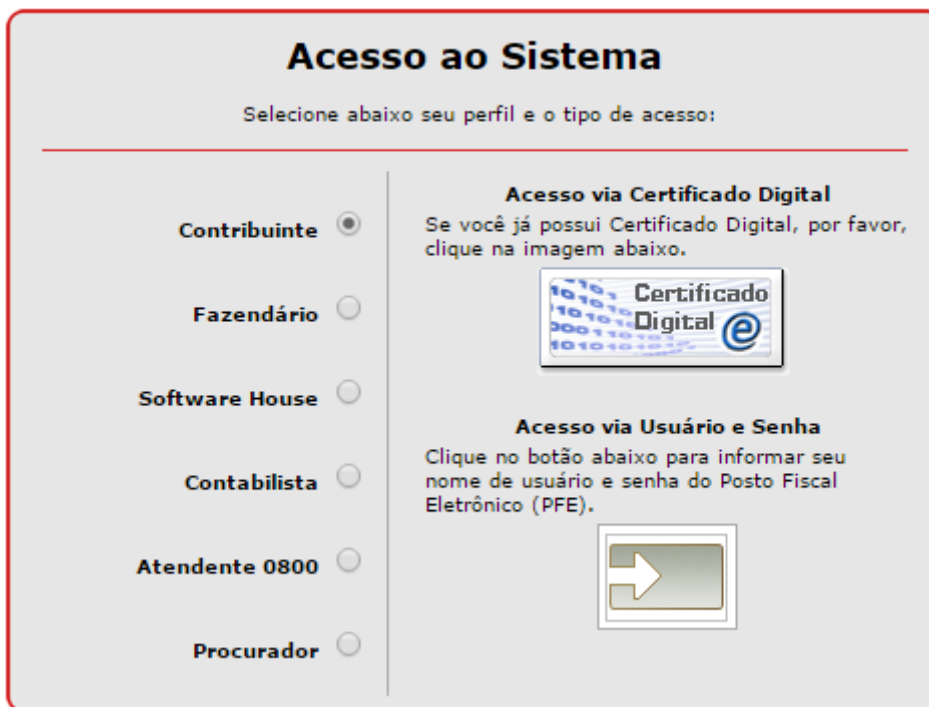 Acesso ao Sistema
Selecione abaixo seu perfil e o tipo de acesso:
Contribuinte
Fazendário
Software House
Contabilista
Atendente 0800
Procurador
Acesso via Certificado Digital
Se você já possui Certificado Digital, por favor,
clique na imagem abaixo.
Certificado
Digital
Acesso via Usuário e Senha
Clique no botão abaixo para informar seu
nome de usuário e senha do Posto Fiscal
Eletrônico (PFE).